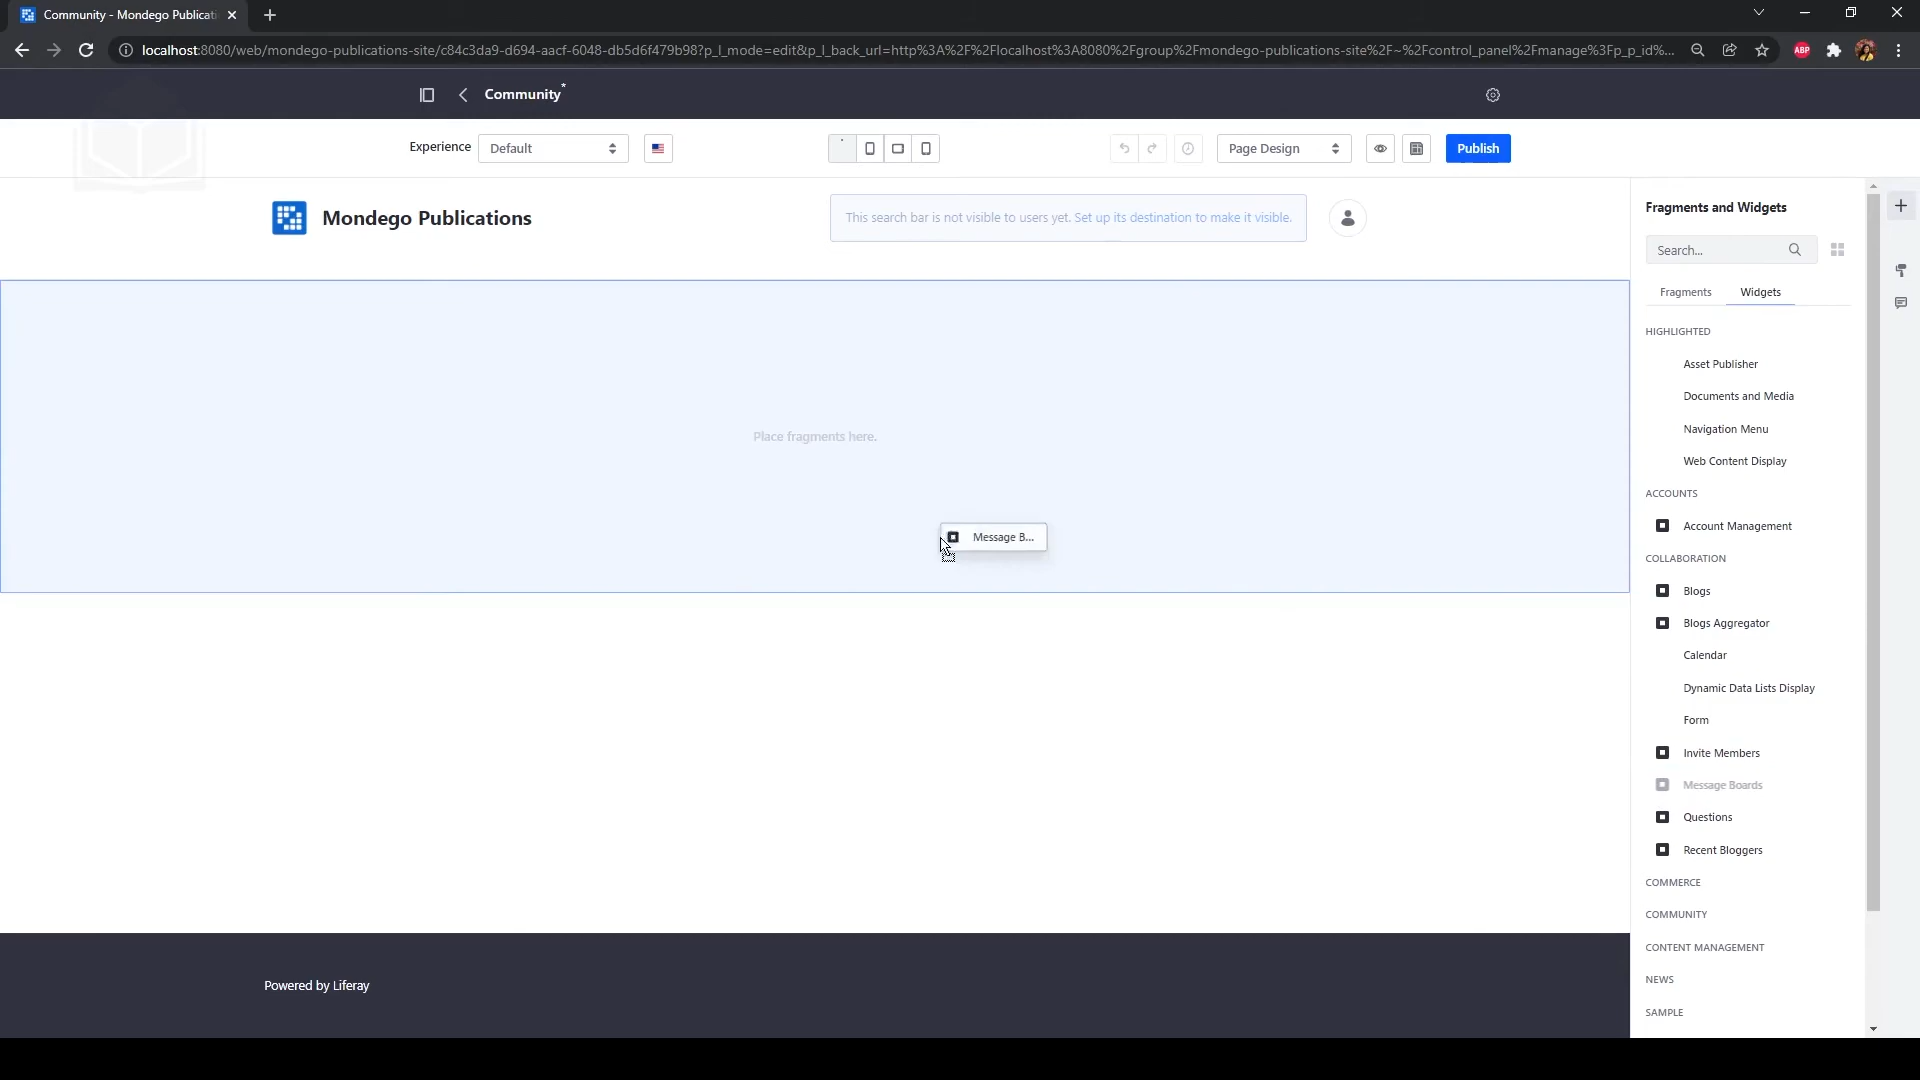 Community - Mondego Publicati
localhost:8080/web/mondego-publications-site/c84c3da9-d694-aacf-6048-db5d6f479b98?p_l_mode=edit&p_l_back_url=http%3A%2F%2Flocalhost%3A8080%2Fgroup%2Fmondego-publications-site%2F~%2Fcontrol_panel%2Fmanage%3Fp_p_id%...
ABP
Community*
Experience
Default
Page Design
Publish
Mondego Publications
This search bar is not visible to users yet. Set up its destination to make it visible.
Place fragments here.
Message B...
Powered by Liferay
Fragments and Widgets
Search...
Fragments
Widgets
HIGHLIGHTED
Asset Publisher
Documents and Media
Navigation Menu
Web Content Display
ACCOUNTS
Account Management
COLLABORATION
Blogs
Blogs Aggregator
Calendar
Dynamic Data Lists Display
Form
Invite Members
Message Boards
Questions
Recent Bloggers
COMMERCE
COMMUNITY
CONTENT MANAGEMENT
NEWS
SAMPLE